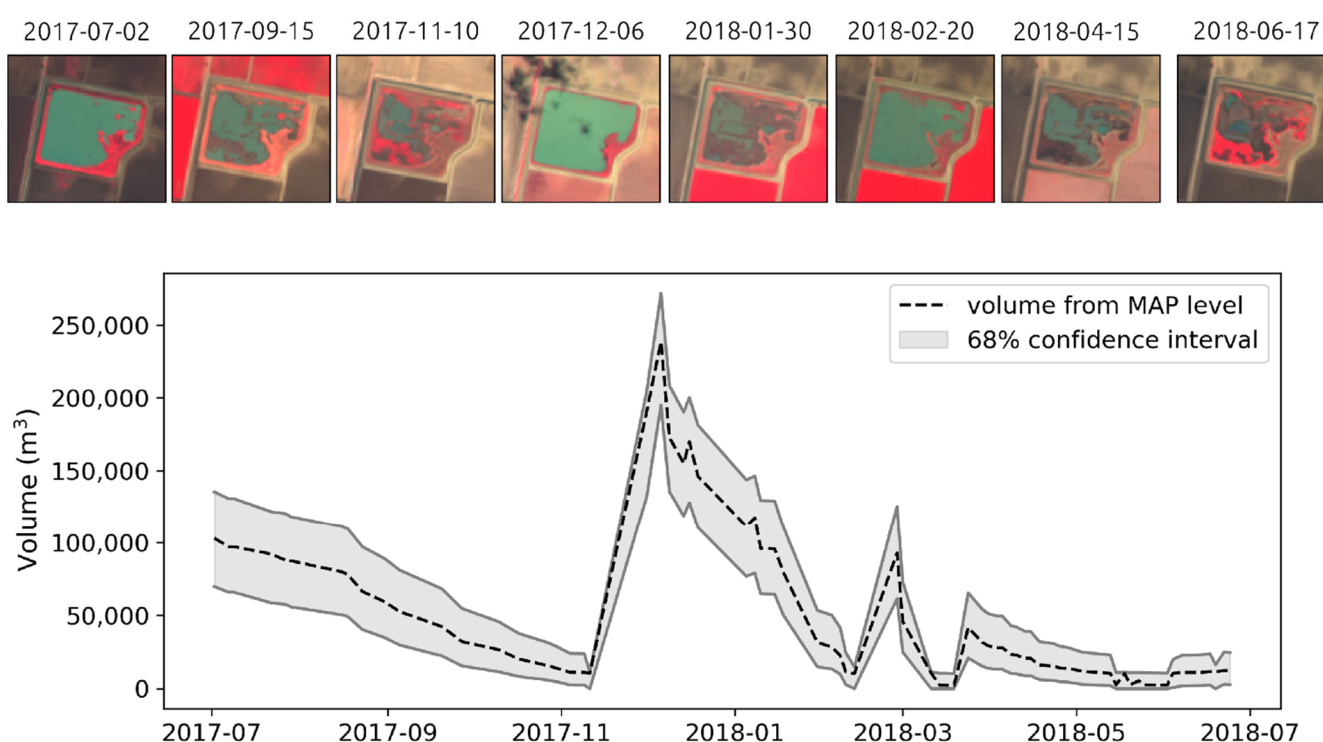 2017-07-02 2017-09-15 2017-11-10 2017-12-06 2018-01-30 2018-02-20 2018-04-15 2018-06-17
volume from MAP level
68% confidence interval
Volume (m³)
250,000
200,000
150,000
100,000
50,000
0
2017-07 2017-09 2017-11 2018-01 2018-03 2018-05 2018-07